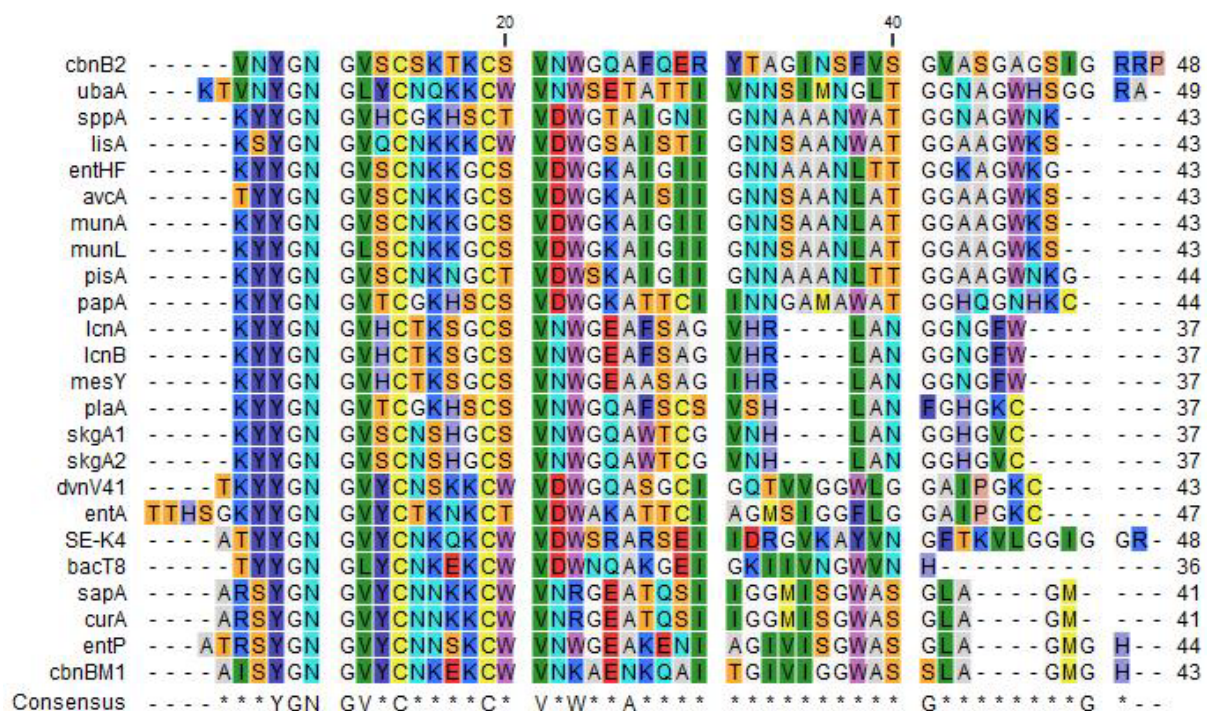 20 40
cbnB2 -----VNYGN GVSCSKTKCS VNWGQAFQER YTAGINSFVS GVASGAGSIG RRP 48
ubaA ---KTVNYGN GLYCNQKKCW VNWSETATTI VNNSIMNGLT GGNAGWHSGG RA- 49
sppA -----KYYGN GVHCGKHSCT VDWGTAIGNI GNNAAANWAT GGNAGWNK-- --- 43
lisA -----KSYGN GVQCNKKKCW VDWGSAISTI GNNSAANWAT GGAAGWKS-- --- 43
entHF -----KYYGN GVSCNKKGCS VDWGKAIGII GNNAAANLTT GGKAGWKG-- --- 43
avcA -----TYYGN GVSCNKKGCS VDWGKAISII GNNSAANLAT GGAAGWKS-- --- 43
munA -----KYYGN GVSCNKKGCS VDWGKAIGII GNNSAANLAT GGAAGWKS-- --- 43
munL -----KYYGN GLSCNKKGCS VDWGKAIGII GNNSAANLAT GGAAGWKS-- --- 43
pisA -----KYYGN GVSCNKNGCT VDWSKAIGII GNNAAANLTT GGAAGWNKG- --- 44
papA -----KYYGN GVTCGKHSCS VDWGKATTCI INNGAMAWAT GGHQGNHKC- --- 44
lcnA -----KYYGN GVHCTKSGCS VNWGEAFSAG VHR----LAN GGNGFW---- --- 37
lcnB -----KYYGN GVHCTKSGCS VNWGEAFSAG VHR----LAN GGNGFW---- --- 37
mesY -----KYYGN GVHCTKSGCS VNWGEAASAG IHR----LAN GGNGFW---- --- 37
plaA -----KYYGN GVTCGKHSCS VNWGQAFSCS VSH----LAN FGHGKC---- --- 37
skgA1 -----KYYGN GVSCNSHGCS VNWGQAWTCG VNH----LAN GGHGVC---- --- 37
skgA2 -----KYYGN GVSCNSHGCS VNWGQAWTCG VNH----LAN GGHGVC---- --- 37
dvnV41 ----TKYYGN GVYCNSKKCW VDWGQASGCI GQTVVGGWLG GAIPGKC--- --- 43
entA TTHSGKYYGN GVYCTKNKCT VDWAKATTCI AGMSIGGFLG GAIPGKC--- --- 47
SE-K4 ----ATYYGN GLYCNKQKCW VDWSRARSEI IDRGVKAYVN GFTKVLGGIG GR- 48
bacT8 -----TYYGN GLYCNKEKCW VDWNQAKGEI GKIIVNGWVN H--------- --- 36
sapA ----ARSYGN GVYCNNKKCW VNRGEATQSI IGGMISGWAS GLA----GM- --- 41
curA ----ARSYGN GVYCNNKKCW VNRGEATQSI IGGMISGWAS GLA----GM- --- 41
entP ---ATRSYGN GVYCNNSKCW VNWGEAKENI AGIVISGWAS GLA----GMG H-- 44
cbnBM1 ----AISYGN GVYCNKEKCW VNKAENKQAI TGIVIGGWAS SLA----GMG H-- 43
Consensus ----***YGN GV*C****C* V*W**A**** ********** G********G *--